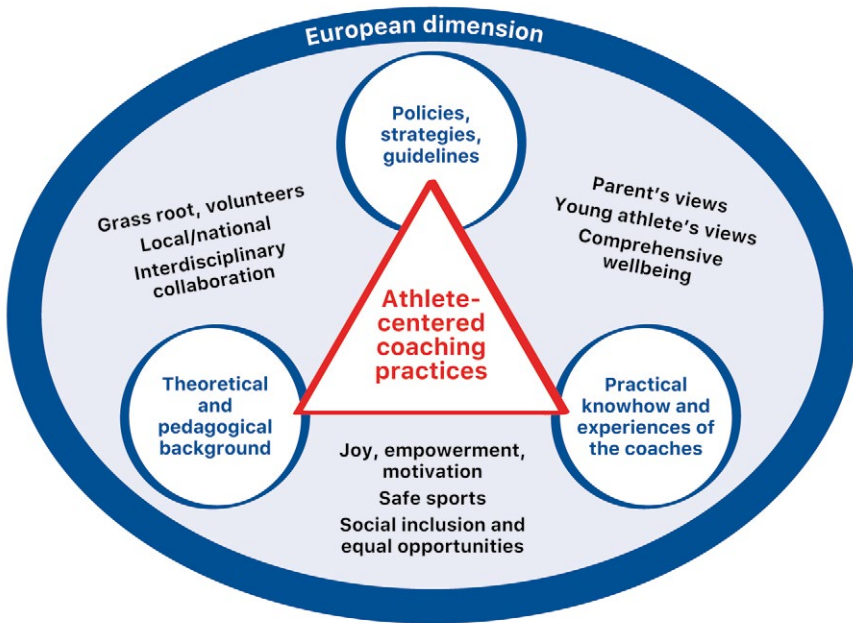 European dimension
Policies,
strategies,
guidelines
Grass root, volunteers
Local/national
Interdisciplinary
collaboration
Parent's views
Young athlete's views
Comprehensive
wellbeing
Athlete-
centered
coaching
practices
Theoretical
and
pedagogical
background
Practical
knowhow and
experiences of
the coaches
Joy, empowerment,
motivation
Safe sports
Social inclusion and
equal opportunities